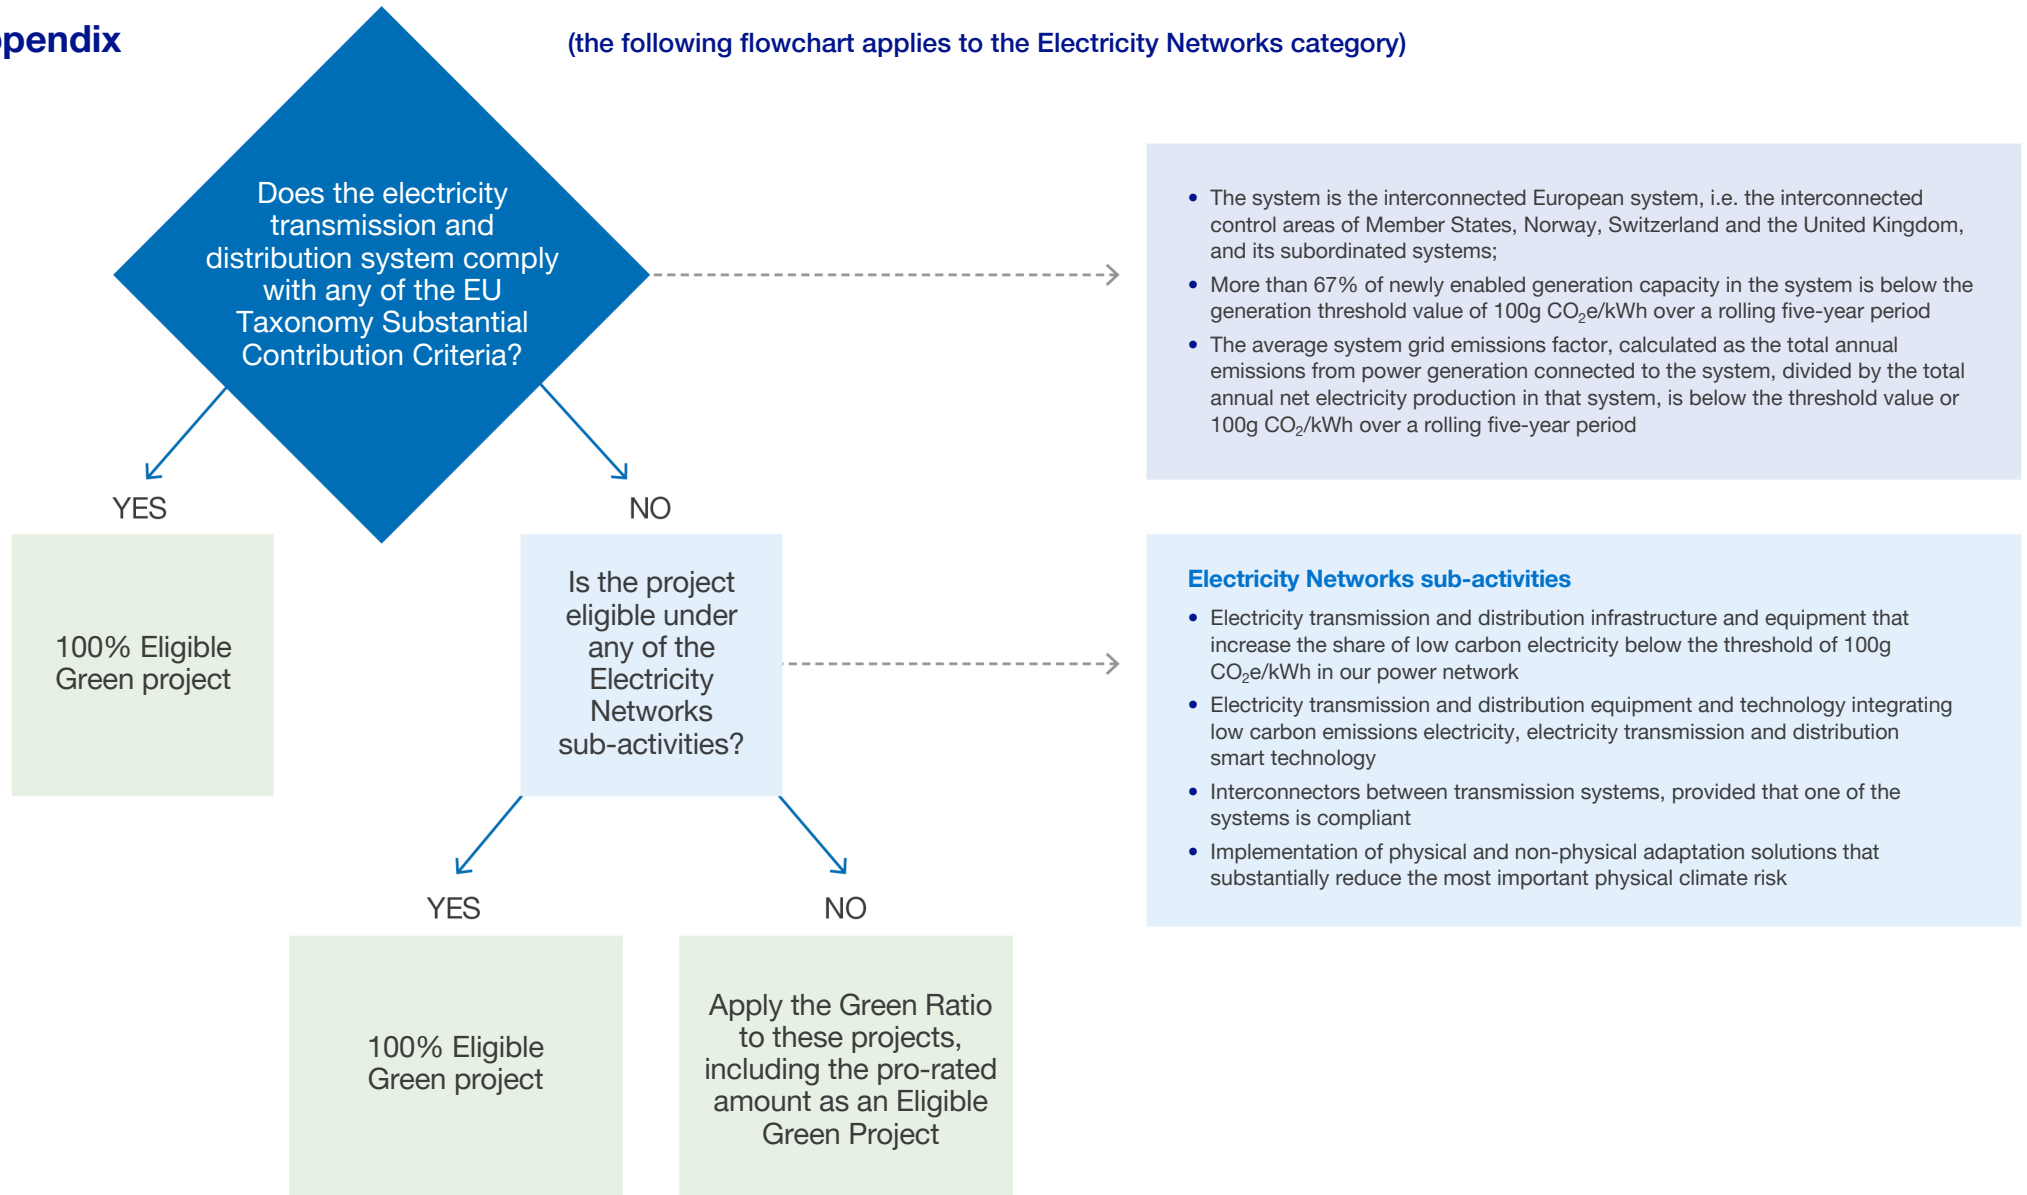 ppendix
(the following flowchart applies to the Electricity Networks category)
Does the electricity
transmission and
distribution system comply
with any of the EU
Taxonomy Substantial
Contribution Criteria?
• The system is the interconnected European system, i.e. the interconnected
control areas of Member States, Norway, Switzerland and the United Kingdom,
and its subordinated systems;
• More than 67% of newly enabled generation capacity in the system is below the
generation threshold value of 100g CO₂e/kWh over a rolling five-year period
• The average system grid emissions factor, calculated as the total annual
emissions from power generation connected to the system, divided by the total
annual net electricity production in that system, is below the threshold value or
100g CO₂/kWh over a rolling five-year period
YES
NO
100% Eligible
Green project
Is the project
eligible under
any of the
Electricity
Networks
sub-activities?
Electricity Networks sub-activities
• Electricity transmission and distribution infrastructure and equipment that
increase the share of low carbon electricity below the threshold of 100g
CO₂e/kWh in our power network
• Electricity transmission and distribution equipment and technology integrating
low carbon emissions electricity, electricity transmission and distribution
smart technology
• Interconnectors between transmission systems, provided that one of the
systems is compliant
• Implementation of physical and non-physical adaptation solutions that
substantially reduce the most important physical climate risk
YES
NO
100% Eligible
Green project
Apply the Green Ratio
to these projects,
including the pro-rated
amount as an Eligible
Green Project